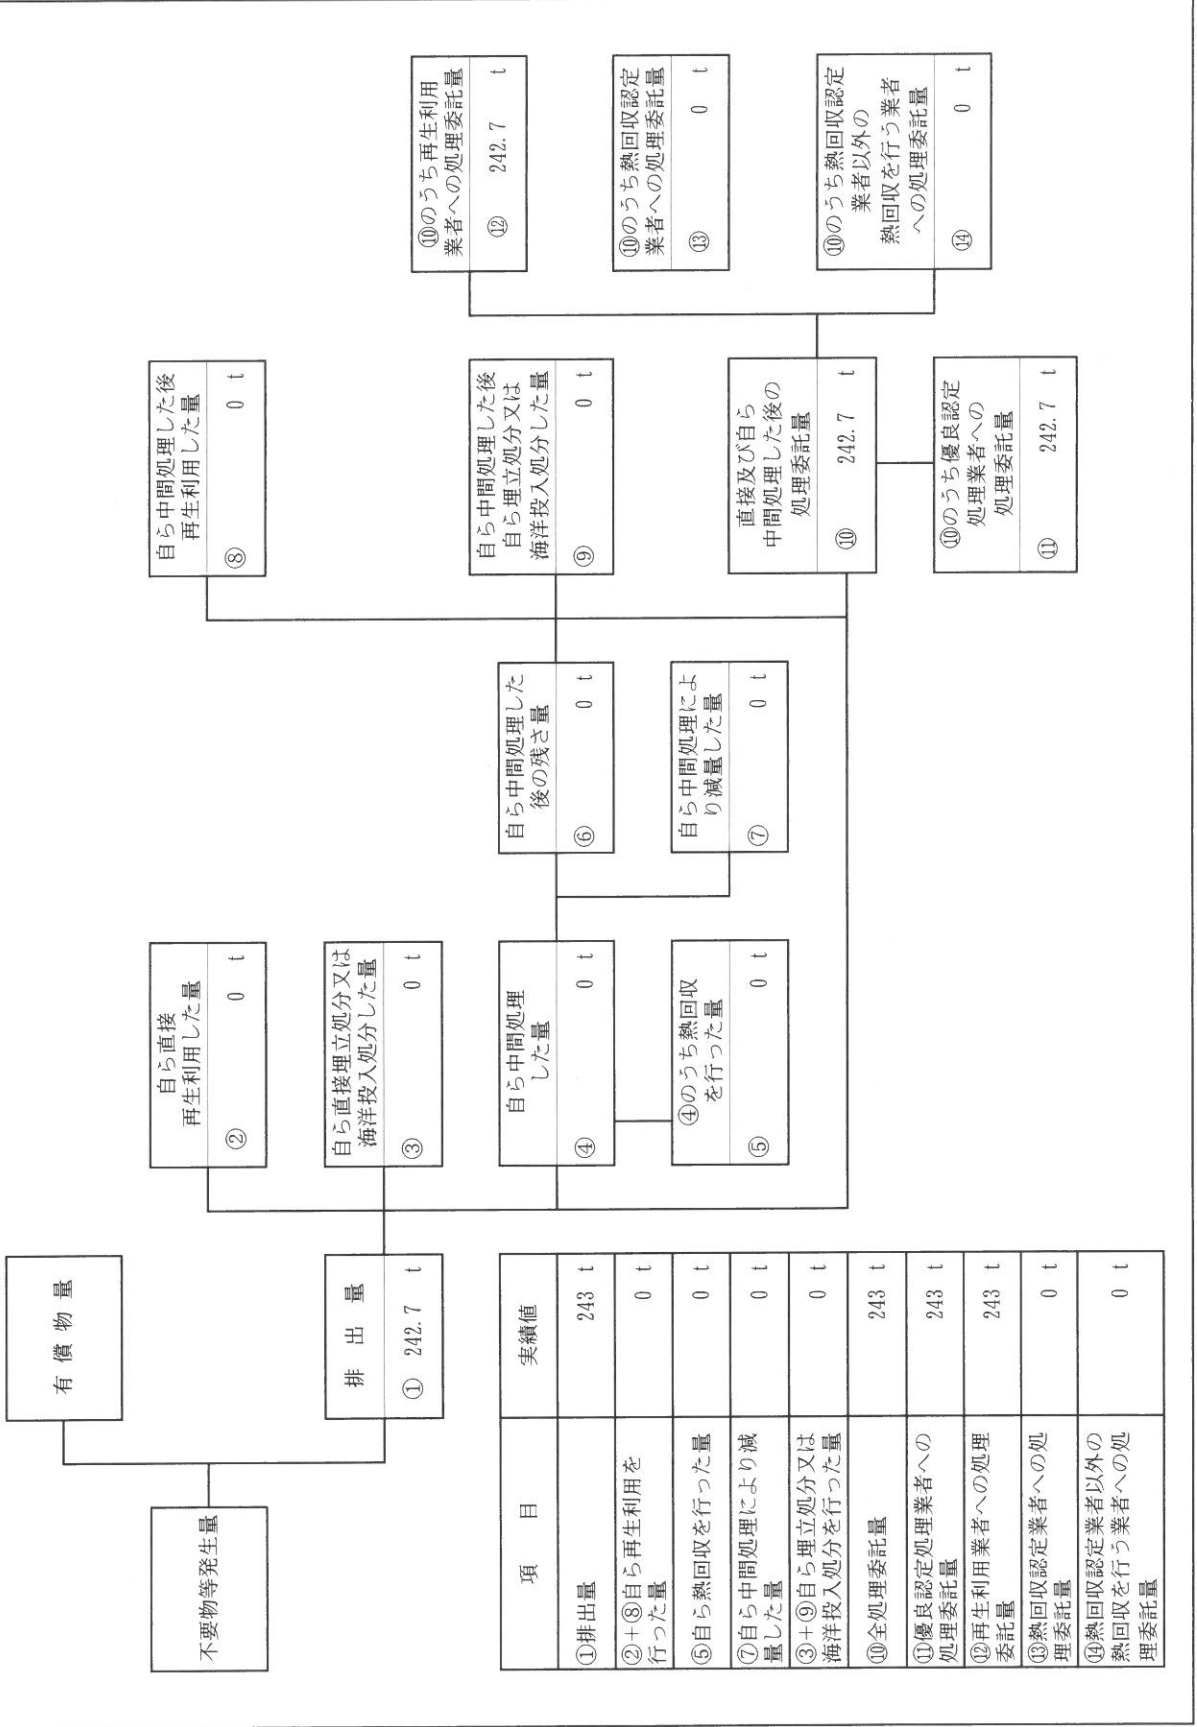 不要物等発生量
有 償 物 量
排 出 量
① 242.7 t
自ら直接
再生利用した量
② 0 t
自ら直接埋立処分又は
海洋投入処分した量
③ 0 t
自ら中間処理
した量
④ 0 t
④のうち熱回収
を行った量
⑤ 0 t
自ら中間処理した
後の残さ量
⑥ 0 t
自ら中間処理によ
り減量した量
⑦ 0 t
自ら中間処理した後
再生利用した量
⑧ 0 t
自ら中間処理した後
自ら埋立処分又は
海洋投入処分した量
⑨ 0 t
直接及び自ら
中間処理した後の
処理委託量
⑩ 242.7 t
⑩のうち優良認定
処理業者への
処理委託量
⑪ 242.7 t
⑩のうち再生利用
業者への処理委託量
⑫ 242.7 t
⑩のうち熱回収認定
業者への処理委託量
⑬ 0 t
⑩のうち熱回収認定
業者以外の
熱回収を行う業者
への処理委託量
⑭ 0 t
項 目 実績値
①排出量 243 t
②+⑧自ら再生利用を
行った量 0 t
⑤自ら熱回収を行った量 0 t
⑦自ら中間処理により減
量した量 0 t
③+⑨自ら埋立処分又は
海洋投入処分を行った量 0 t
⑩全処理委託量 243 t
⑪優良認定処理業者への
処理委託量 243 t
⑫再生利用業者への処理
委託量 243 t
⑬熱回収認定業者への処
理委託量 0 t
⑭熱回収認定業者以外の
熱回収を行う業者への処
理委託量 0 t